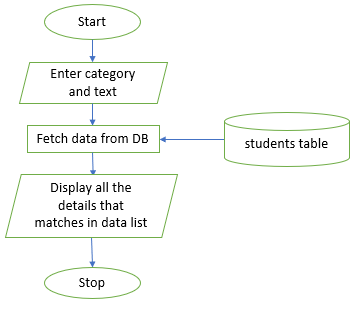 Start
Enter category
and text
Fetch data from DB
students table
Display all the
details that
matches in data list
Stop